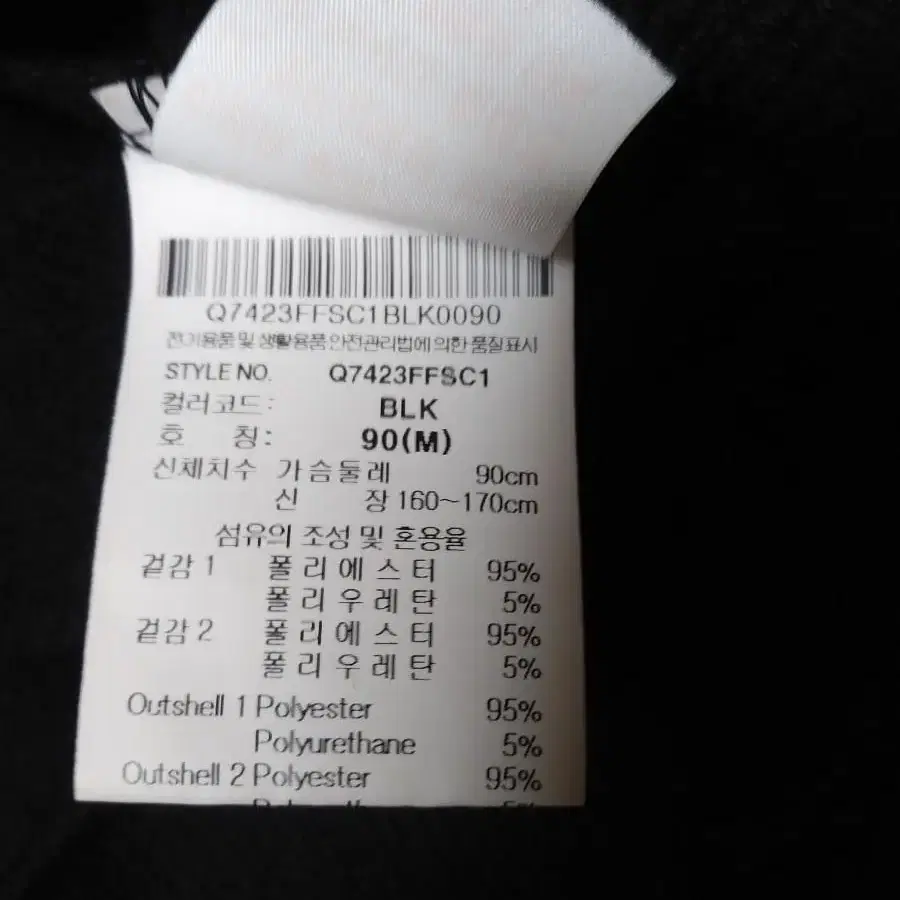 Q7423FFSC1BLK0090
전기용품 및 생활용품 안전관리법에 의한 품질표시
STYLE NO. Q7423FFSC1
컬러코드: BLK
호 칭: 90(M)
신체치수 가슴둘레 90cm
신 장 160~170cm
섬유의 조성 및 혼용율
겉감 1 폴리에스터 95%
폴리우레탄 5%
겉감 2 폴리에스터 95%
폴리우레탄 5%
Outshell 1 Polyester 95%
Polyurethane 5%
Outshell 2 Polyester 95%